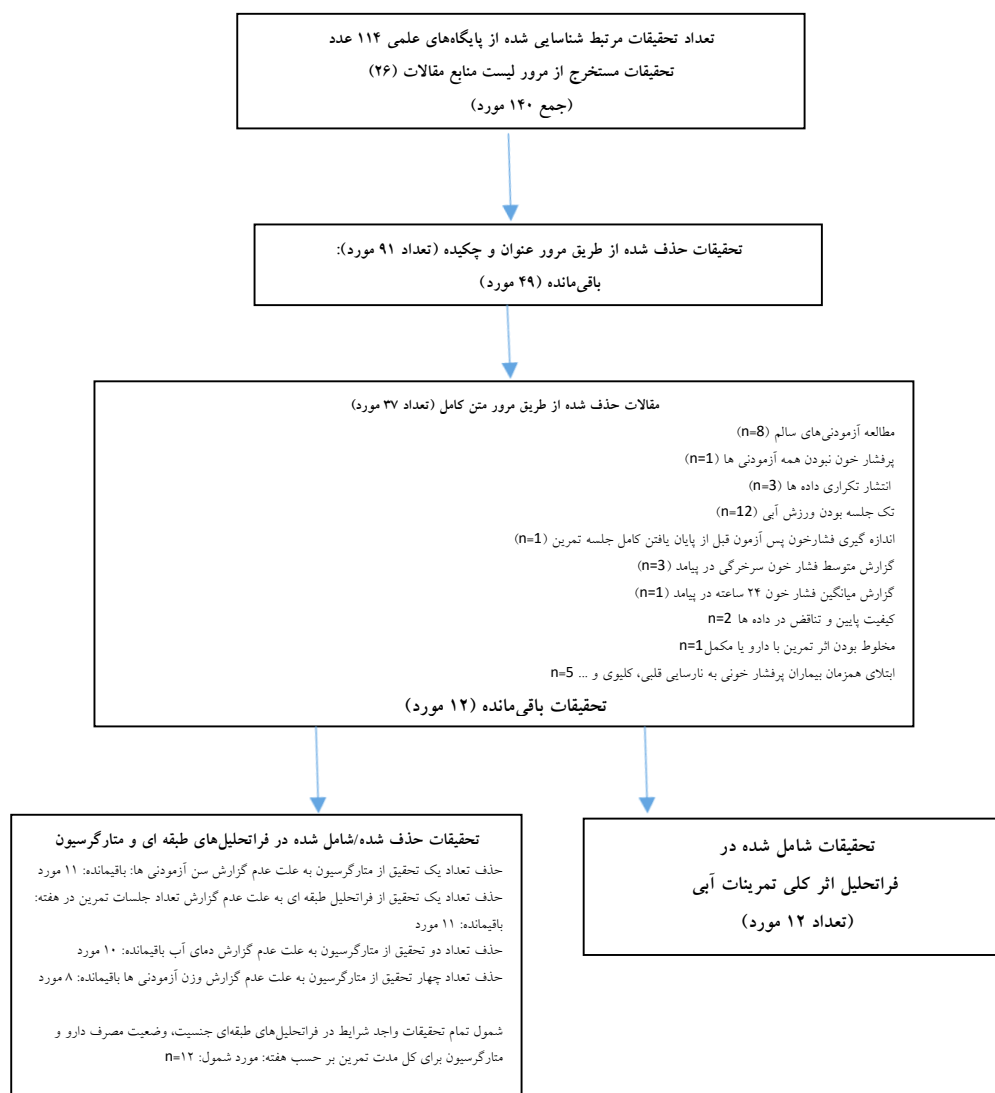 تعداد تحقیقات مرتبط شناسایی شده از پایگاه‌های علمی ۱۱۴ عدد
تحقیقات مستخرج از مرور لیست منابع مقالات (۲۶)
(جمع ۱۴۰ مورد)
تحقیقات حذف شده از طریق مرور عنوان و چکیده (تعداد ۹۱ مورد):
باقی‌مانده (۴۹ مورد)
مقالات حذف شده از طریق مرور متن کامل (تعداد ۳۷ مورد)
مطالعه آزمودنی‌های سالم (n=8)
پرفشار خون نبودن همه آزمودنی ها (n=1)
انتشار تکراری داده ها (n=3)
تک جلسه بودن ورزش آبی (n=12)
اندازه گیری فشارخون پس آزمون قبل از پایان یافتن کامل جلسه تمرین (n=1)
گزارش متوسط فشار خون سرخرگی در پیامد (n=3)
گزارش میانگین فشار خون ۲۴ ساعته در پیامد (n=1)
کیفیت پایین و تناقض در داده ها n=2
مخلوط بودن اثر تمرین با دارو یا مکمل n=1
ابتلای همزمان بیماران پرفشار خونی به نارسایی قلبی، کلیوی و ... n=5
تحقیقات باقی‌مانده (۱۲ مورد)
تحقیقات شامل شده در
فراتحلیل اثر کلی تمرینات آبی
(تعداد ۱۲ مورد)
تحقیقات حذف شده/شامل شده در فراتحلیل‌های طبقه ای و متارگرسیون
حذف تعداد یک تحقیق از متارگرسیون به علت عدم گزارش سن آزمودنی ها: باقیمانده: ۱۱ مورد
حذف تعداد یک تحقیق از فراتحلیل طبقه ای به علت عدم گزارش تعداد جلسات تمرین در هفته:
باقیمانده: ۱۱ مورد
حذف تعداد دو تحقیق از متارگرسیون به علت عدم گزارش دمای آب باقیمانده: ۱۰ مورد
حذف تعداد چهار تحقیق از متارگرسیون به علت عدم گزارش وزن آزمودنی ها باقیمانده: ۸ مورد
شمول تمام تحقیقات واجد شرایط در فراتحلیل‌های طبقه‌ای جنسیت، وضعیت مصرف دارو و
متارگرسیون برای کل مدت تمرین بر حسب هفته: مورد شمول: n=۱۲